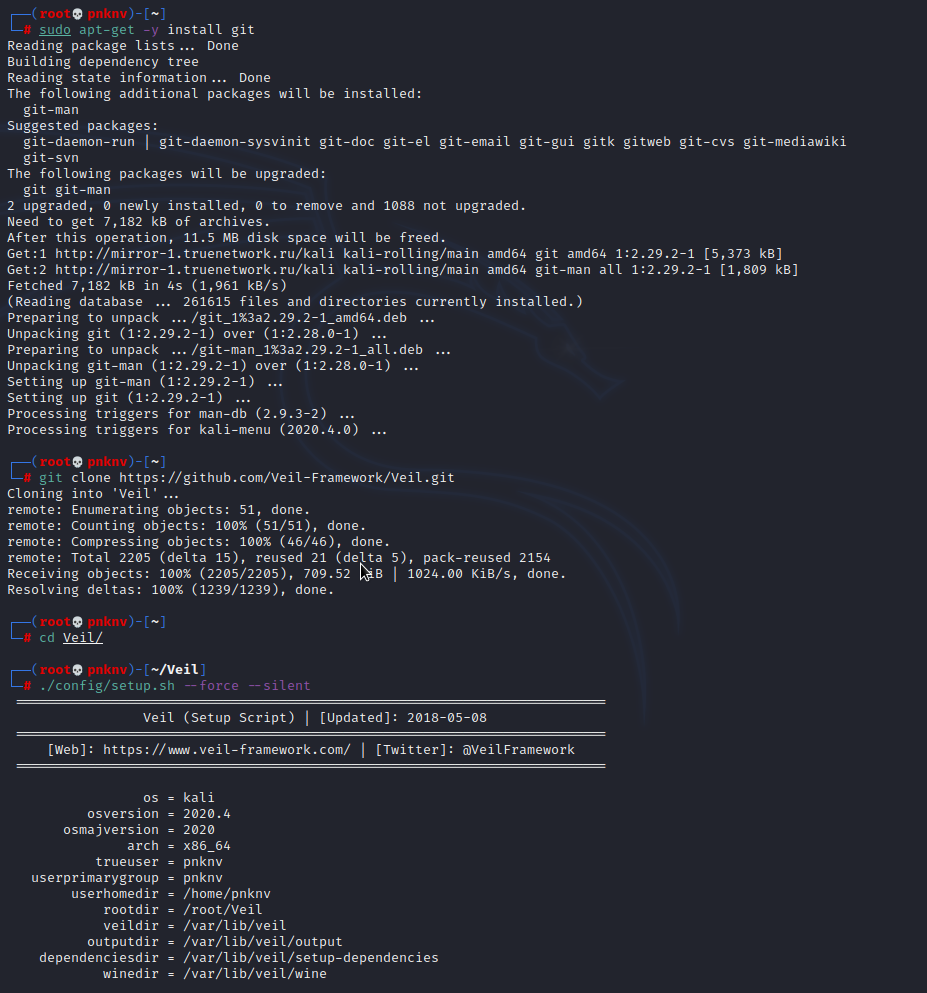 ┌──(root💀pnknv)-[~]
└─# sudo apt-get -y install git
Reading package lists... Done
Building dependency tree
Reading state information... Done
The following additional packages will be installed:
  git-man
Suggested packages:
  git-daemon-run | git-daemon-sysvinit git-doc git-el git-email git-gui gitk gitweb git-cvs git-mediawiki
  git-svn
The following packages will be upgraded:
  git git-man
2 upgraded, 0 newly installed, 0 to remove and 1088 not upgraded.
Need to get 7,182 kB of archives.
After this operation, 11.5 MB disk space will be freed.
Get:1 http://mirror-1.truenetwork.ru/kali kali-rolling/main amd64 git amd64 1:2.29.2-1 [5,373 kB]
Get:2 http://mirror-1.truenetwork.ru/kali kali-rolling/main amd64 git-man all 1:2.29.2-1 [1,809 kB]
Fetched 7,182 kB in 4s (1,961 kB/s)
(Reading database ... 261615 files and directories currently installed.)
Preparing to unpack .../git_1%3a2.29.2-1_amd64.deb ...
Unpacking git (1:2.29.2-1) over (1:2.28.0-1) ...
Preparing to unpack .../git-man_1%3a2.29.2-1_all.deb ...
Unpacking git-man (1:2.29.2-1) over (1:2.28.0-1) ...
Setting up git-man (1:2.29.2-1) ...
Setting up git (1:2.29.2-1) ...
Processing triggers for man-db (2.9.3-2) ...
Processing triggers for kali-menu (2020.4.0) ...
┌──(root💀pnknv)-[~]
└─# git clone https://github.com/Veil-Framework/Veil.git
Cloning into 'Veil'...
remote: Enumerating objects: 51, done.
remote: Counting objects: 100% (51/51), done.
remote: Compressing objects: 100% (46/46), done.
remote: Total 2205 (delta 15), reused 21 (delta 5), pack-reused 2154
Receiving objects: 100% (2205/2205), 709.52 | 1024.00 KiB/s, done.
Resolving deltas: 100% (1239/1239), done.
┌──(root💀pnknv)-[~]
└─# cd Veil/
┌──(root💀pnknv)-[~/Veil]
└─# ./config/setup.sh --force --silent
Veil (Setup Script) | [Updated]: 2018-05-08
[Web]: https://www.veil-framework.com/ | [Twitter]: @VeilFramework
os = kali
osversion = 2020.4
osmajversion = 2020
arch = x86_64
trueuser = pnknv
userprimarygroup = pnknv
userhomedir = /home/pnknv
rootdir = /root/Veil
veildir = /var/lib/veil
outputdir = /var/lib/veil/output
dependenciesdir = /var/lib/veil/setup-dependencies
winedir = /var/lib/veil/wine